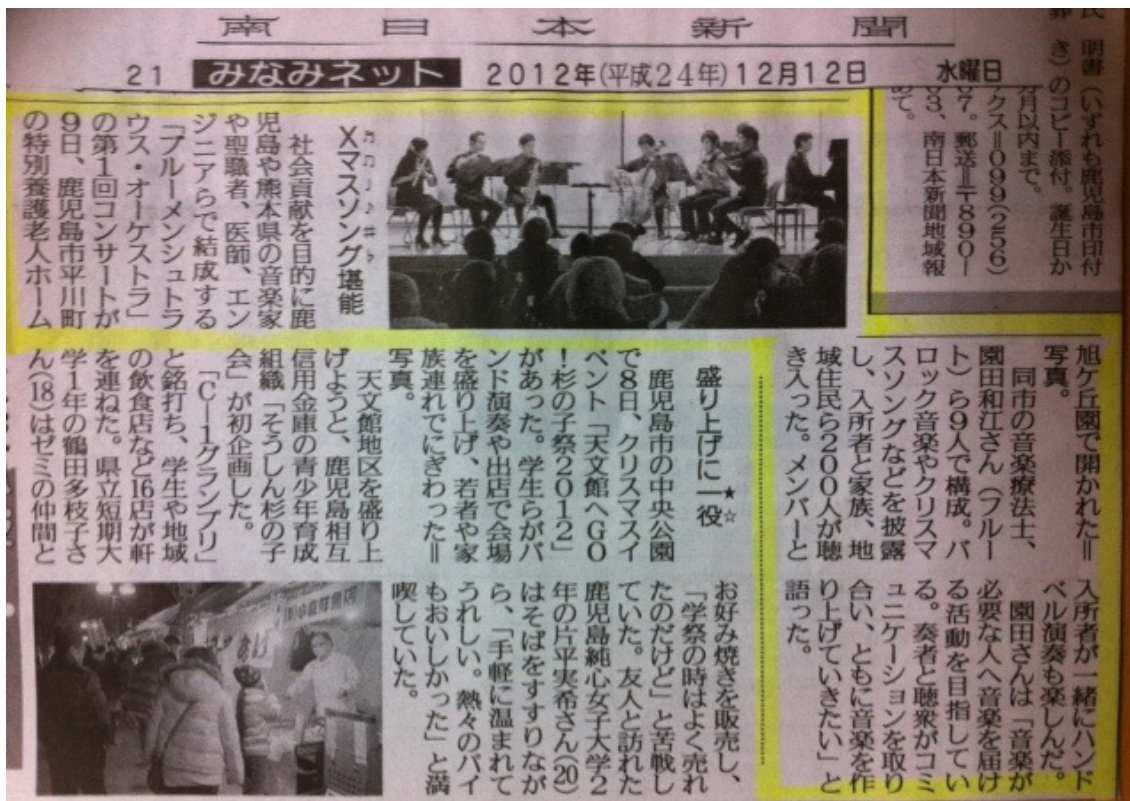 南日本新聞
21 みなみネット 2012年(平成24年)12月12日 水曜日
明書（いずれも鹿児島市印付
き）のコピー添付。誕生日か
月以内まで。
クス＝099(256)
7。郵送＝〒890―
3、南日本新聞地域報
て。
♬♫♩♪♯♭
Xマスソング堪能
社会貢献を目的に鹿
児島や熊本県の音楽家
や聖職者、医師、エン
ジニアらで結成する
「ブルーメンシュトラ
ウス・オーケストラ」
の第1回コンサートが
9日、鹿児島市平川町
の特別養護老人ホーム
旭ケ丘園で開かれた＝
写真。
同市の音楽療法士、
園田和江さん（フルー
ト）ら9人で構成。バ
ロック音楽やクリスマ
スソングなどを披露
し、入所者と家族、地
域住民ら200人が聴
き入った。メンバーと
入所者が一緒にハンド
ベル演奏も楽しんだ。
園田さんは「音楽が
必要な人へ音楽を届け
る活動を目指してい
る。奏者と聴衆がコミ
ュニケーションを取り
合い、ともに音楽を作
り上げていきたい」と
語った。
★☆
盛り上げに一役
鹿児島市の中央公園
で8日、クリスマスイ
ベント「天文館へGO
！杉の子祭2012」
があった。学生らがバ
ンド演奏や出店で会場
を盛り上げ、若者や家
族連れでにぎわった＝
写真。
天文館地区を盛り上
げようと、鹿児島相互
信用金庫の青少年育成
組織「そうしん杉の子
会」が初企画した。
「C―1グランプリ」
と銘打ち、学生や地域
の飲食店など16店が軒
を連ねた。県立短期大
学1年の鶴田多枝子さ
ん(18)はゼミの仲間と
お好み焼きを販売し、
「学祭の時はよく売れ
たのだけど」と苦戦し
ていた。友人と訪れた
鹿児島純心女子大学2
年の片平実希さん(20)
はそばをすすりなが
ら、「手軽に温まれて
うれしい。熱々のパイ
もおいしかった」と満
喫していた。